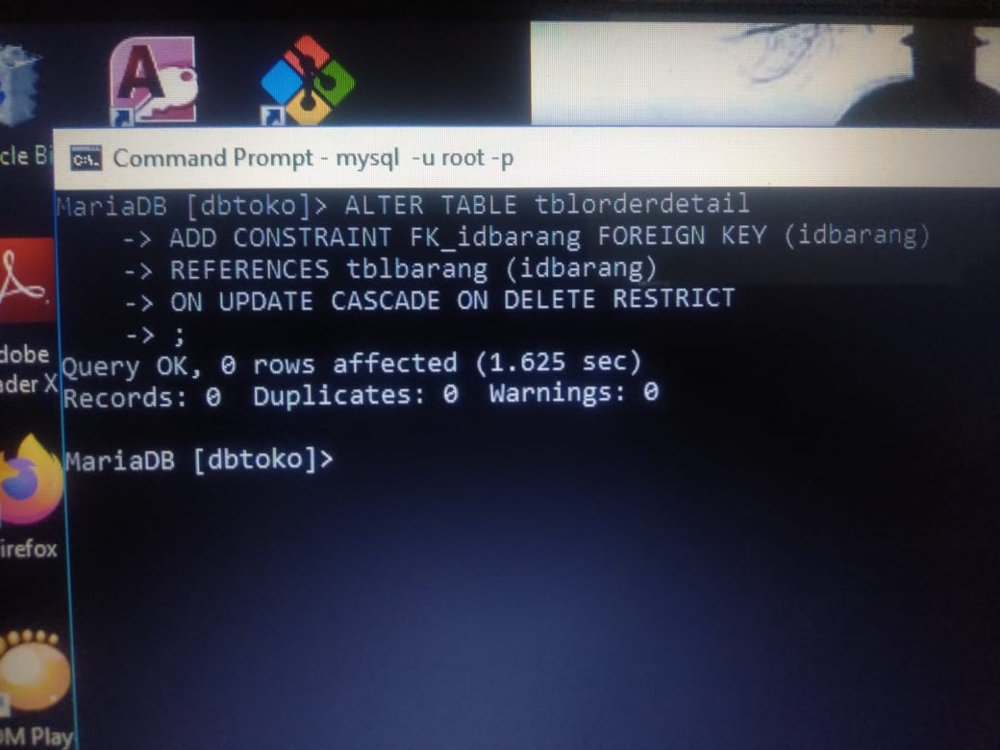 Command Prompt - mysql -u root -p
MariaDB [dbtoko]> ALTER TABLE tblorderdetail
-> ADD CONSTRAINT FK_idbarang FOREIGN KEY (idbarang)
-> REFERENCES tblbarang (idbarang)
-> ON UPDATE CASCADE ON DELETE RESTRICT
-> ;
Query OK, 0 rows affected (1.625 sec)
Records: 0  Duplicates: 0  Warnings: 0
MariaDB [dbtoko]>
cle Bi
dobe
ader X
irefox
OM Play